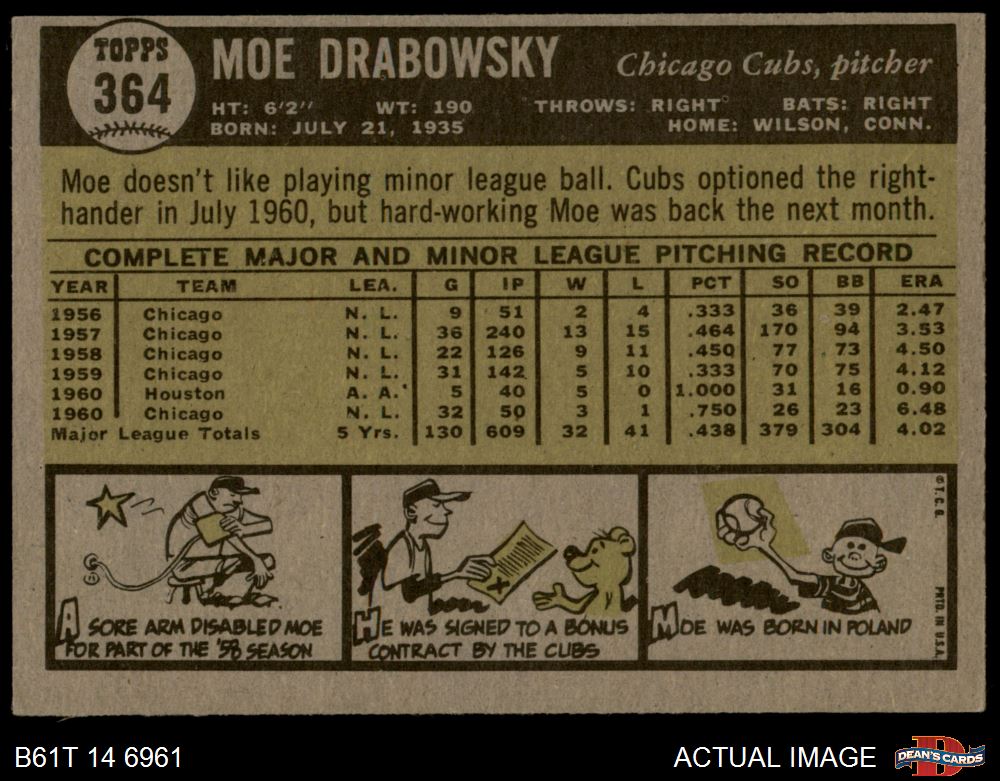 TOPPS
364
MOE DRABOWSKY
Chicago Cubs, pitcher
HT: 6'2" WT: 190 THROWS: RIGHT BATS: RIGHT
BORN: JULY 21, 1935 HOME: WILSON, CONN.
Moe doesn't like playing minor league ball. Cubs optioned the right-
hander in July 1960, but hard-working Moe was back the next month.
COMPLETE MAJOR AND MINOR LEAGUE PITCHING RECORD
YEAR TEAM LEA. G IP W L PCT SO BB ERA
1956 Chicago N. L. 9 51 2 4 .333 36 39 2.47
1957 Chicago N. L. 36 240 13 15 .464 170 94 3.53
1958 Chicago N. L. 22 126 9 11 .450 77 73 4.50
1959 Chicago N. L. 31 142 5 10 .333 70 75 4.12
1960 Houston A. A. 5 40 5 0 1.000 31 16 0.90
1960 Chicago N. L. 32 50 3 1 .750 26 23 6.48
Major League Totals 5 Yrs. 130 609 32 41 .438 379 304 4.02
A SORE ARM DISABLED MOE
FOR PART OF THE '58 SEASON
HE WAS SIGNED TO A BONUS
CONTRACT BY THE CUBS
MOE WAS BORN IN POLAND
© T. C. G.
PRTD. IN U.S.A.
B61T 14 6961
ACTUAL IMAGE
DEAN'S CARDS